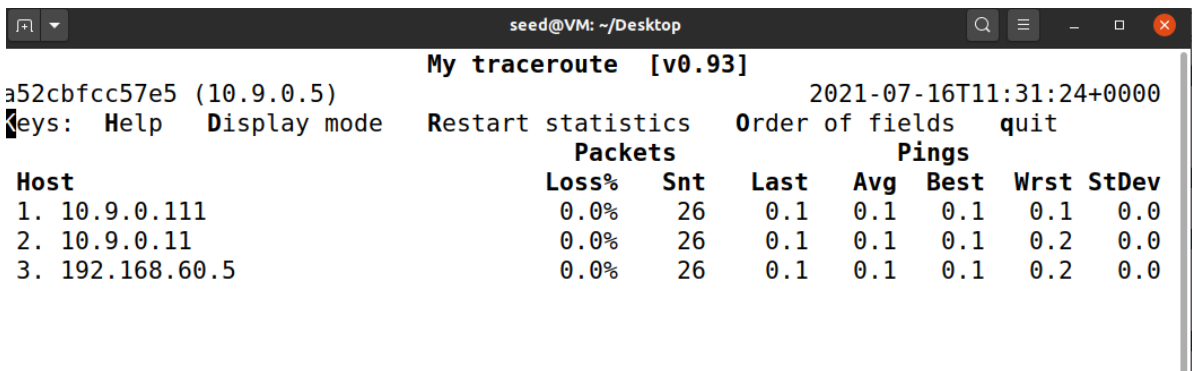 seed@VM: ~/Desktop
My traceroute [v0.93]
a52cbfcc57e5 (10.9.0.5) 2021-07-16T11:31:24+0000
Keys: Help Display mode Restart statistics Order of fields quit
Packets Pings
Host Loss% Snt Last Avg Best Wrst StDev
1. 10.9.0.111 0.0% 26 0.1 0.1 0.1 0.1 0.0
2. 10.9.0.11 0.0% 26 0.1 0.1 0.1 0.2 0.0
3. 192.168.60.5 0.0% 26 0.1 0.1 0.1 0.2 0.0